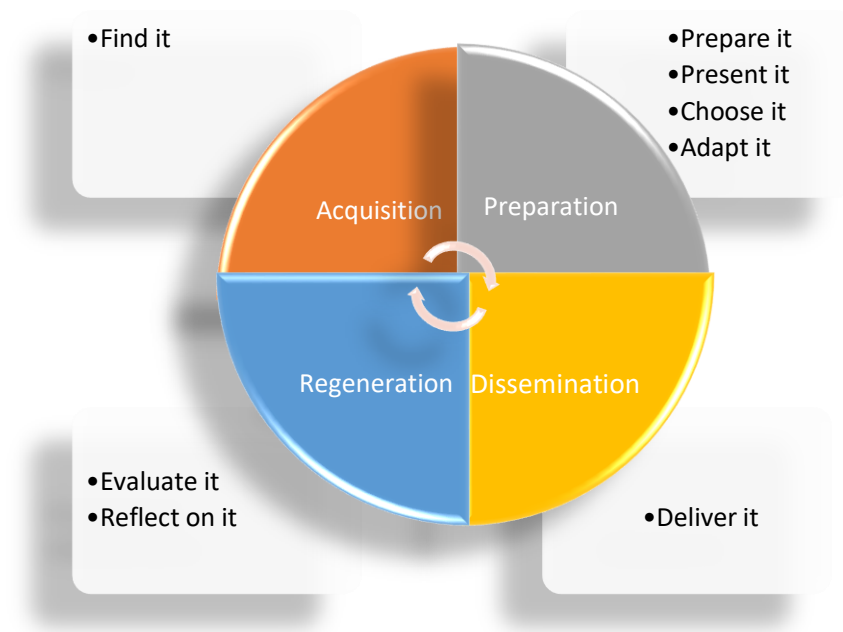 •Find it
•Prepare it
•Present it
•Choose it
•Adapt it
Acquisition
Preparation
Regeneration
Dissemination
•Evaluate it
•Reflect on it
•Deliver it